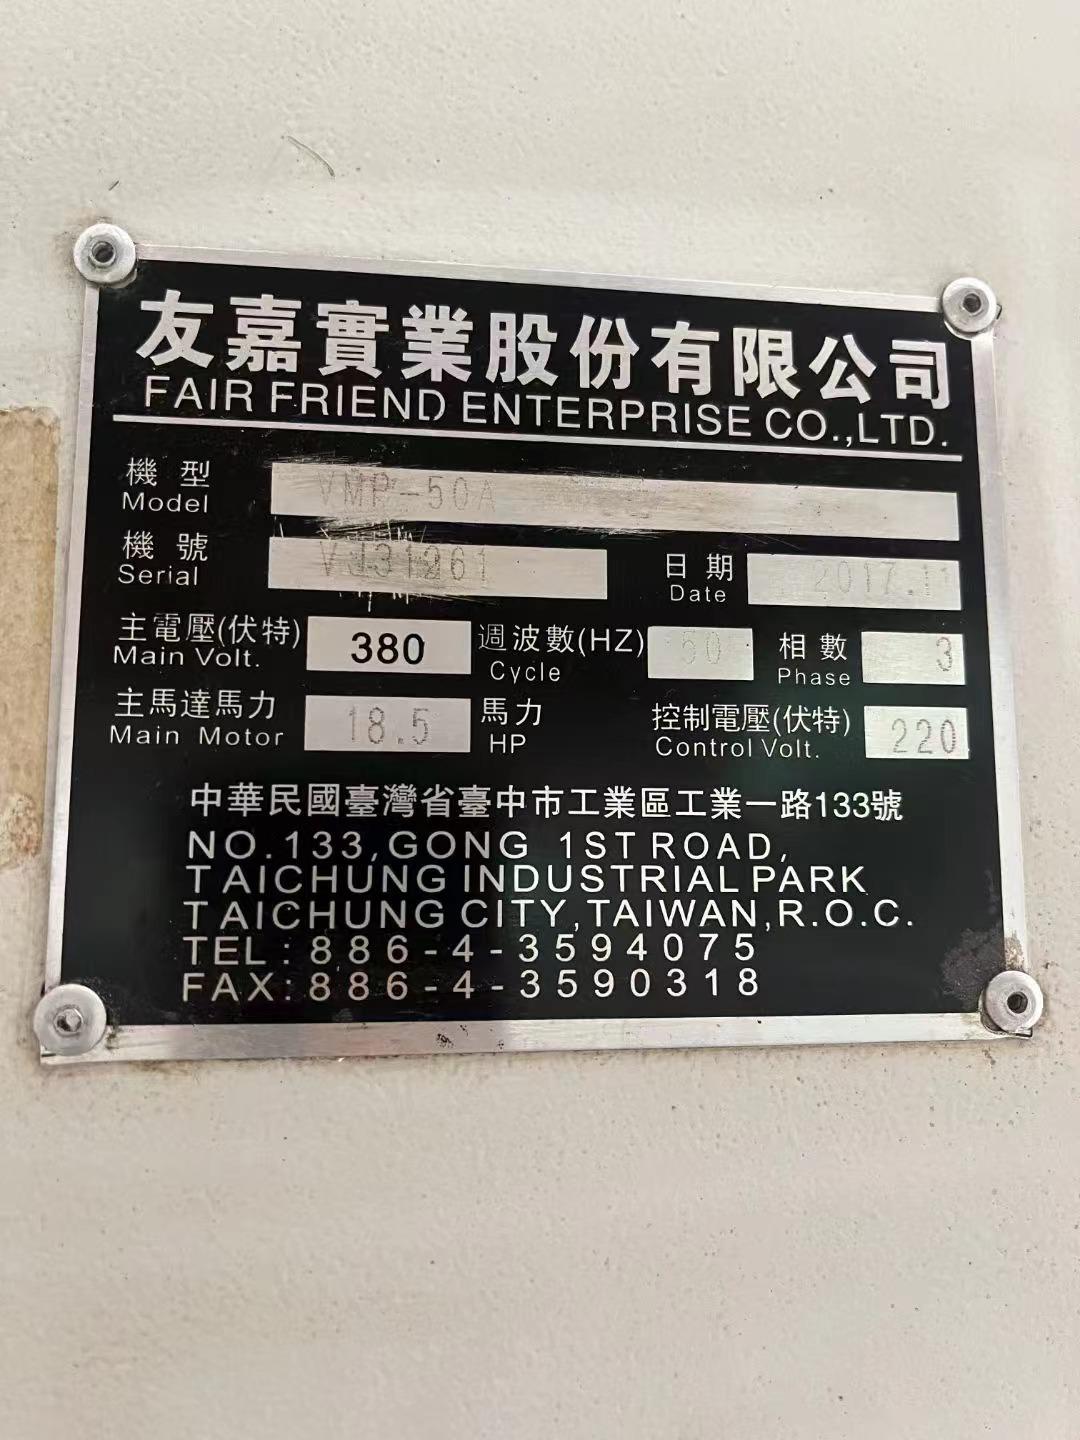 友嘉實業股份有限公司
FAIR FRIEND ENTERPRISE CO.,LTD.
機 型 VMP-50A
Model
機 號 VJ31261 日 期 2017.11
Serial Date
主電壓(伏特) 380 週波數(HZ) 50 相 數 3
Main Volt. Cycle Phase
主馬達馬力 18.5 馬力 控制電壓(伏特) 220
Main Motor HP Control Volt.
中華民國臺灣省臺中市工業區工業一路133號
NO.133,GONG 1ST ROAD,
TAICHUNG INDUSTRIAL PARK
TAICHUNG CITY,TAIWAN,R.O.C.
TEL:886-4-3594075
FAX:886-4-3590318